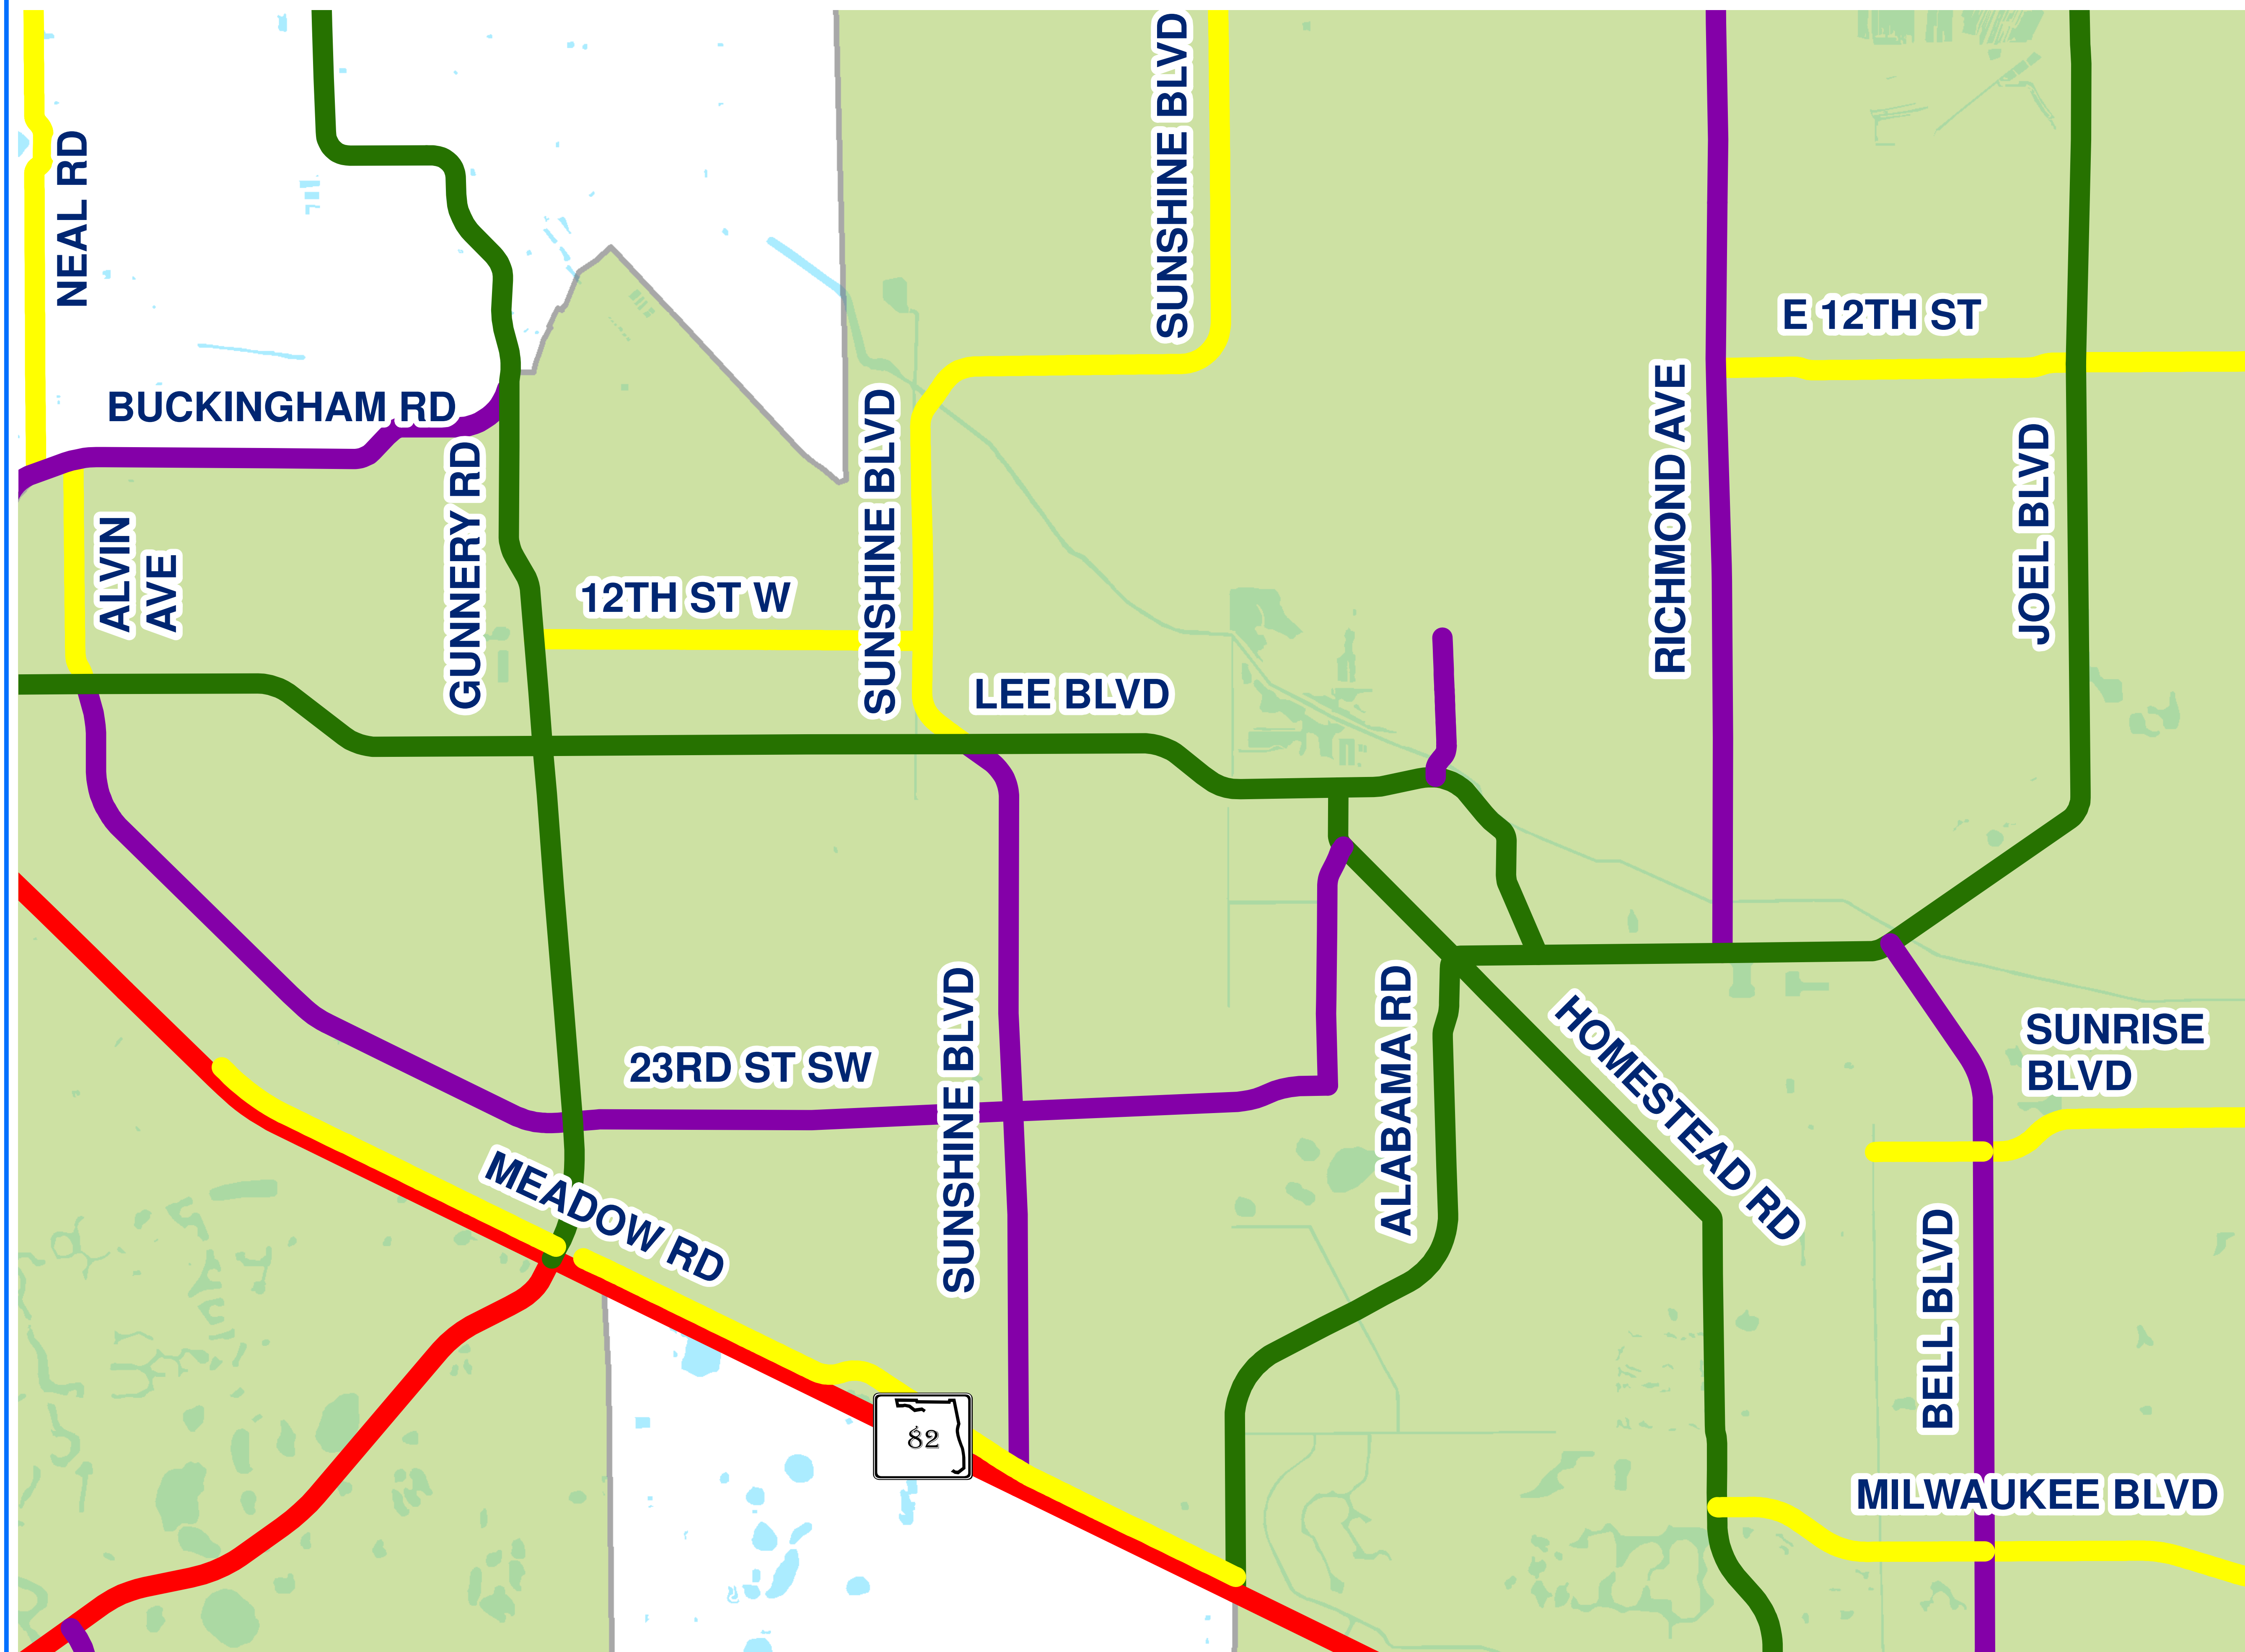 SUNSHINE BLVD
NEAL RD
E 12TH ST
BUCKINGHAM RD
RICHMOND AVE
JOEL BLVD
SUNSHINE BLVD
GUNNERY RD
ALVIN
AVE
12TH ST W
LEE BLVD
SUNSHINE BLVD
ALABAMA RD
HOMESTEAD RD
SUNRISE
BLVD
23RD ST SW
MEADOW RD
BELL BLVD
82
MILWAUKEE BLVD